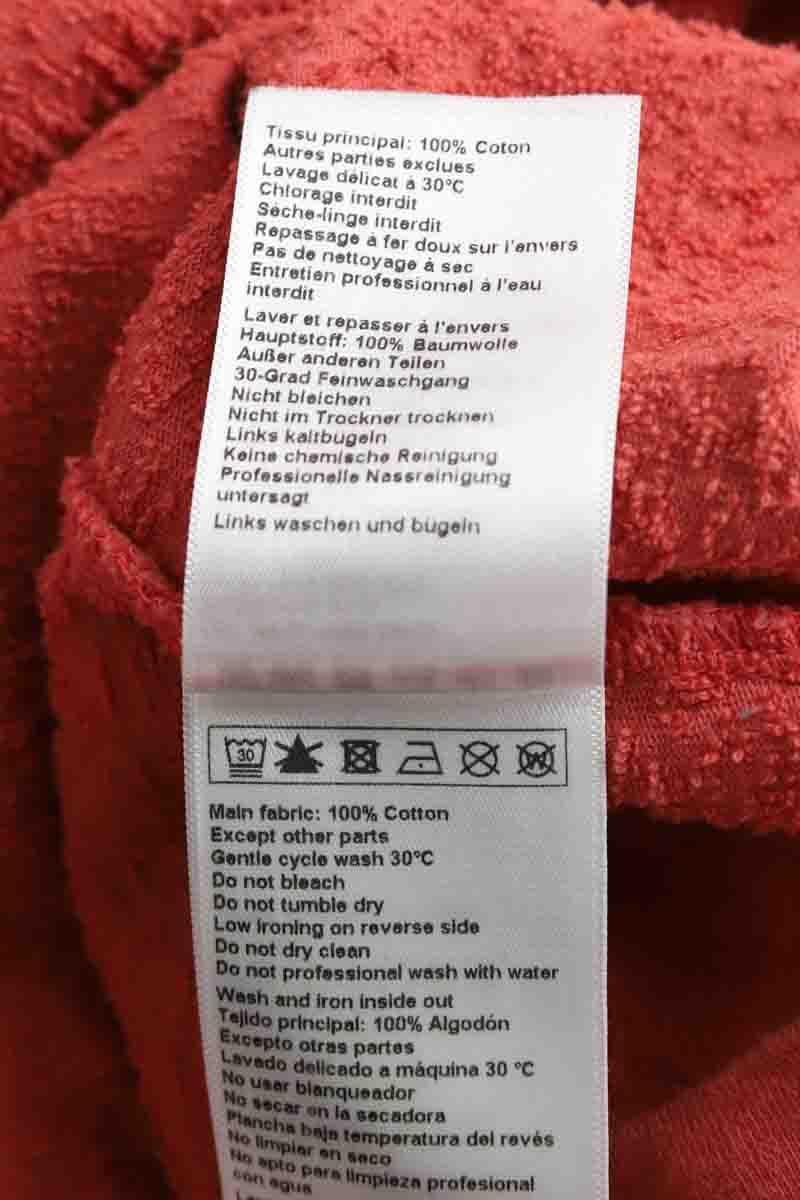 Tissu principal: 100% Coton
Autres parties exclues
Lavage délicat à 30°C
Chlorage interdit
Sèche-linge interdit
Repassage à fer doux sur l'envers
Pas de nettoyage à sec
Entretien professionnel à l'eau
interdit
Laver et repasser à l'envers
Hauptstoff: 100% Baumwolle
Außer anderen Teilen
30-Grad Feinwaschgang
Nicht bleichen
Nicht im Trockner trocknen
Links kaltbügeln
Keine chemische Reinigung
Professionelle Nassreinigung
untersagt
Links waschen und bügeln
30 W
Main fabric: 100% Cotton
Except other parts
Gentle cycle wash 30°C
Do not bleach
Do not tumble dry
Low ironing on reverse side
Do not dry clean
Do not professional wash with water
Wash and iron inside out
Tejido principal: 100% Algodón
Excepto otras partes
Lavado delicado a máquina 30 °C
No usar blanqueador
No secar en la secadora
Plancha baja temperatura del revés
No limpiar en seco
No apto para limpieza profesional
con agua